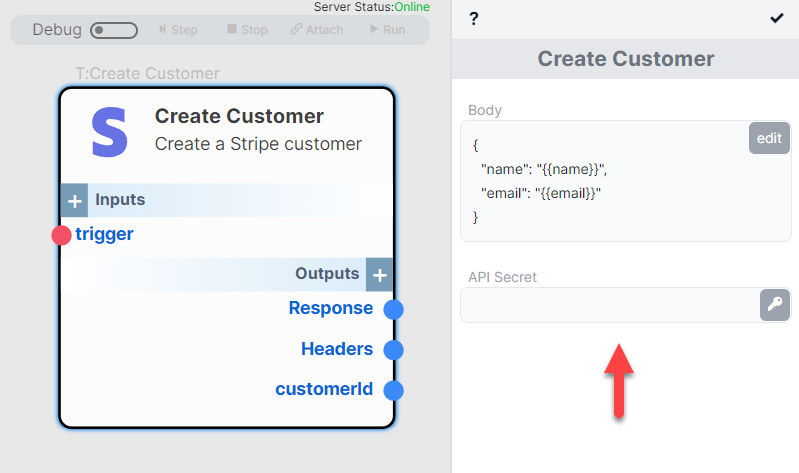 Server Status:Online
Debug Step Stop Attach Run
T:Create Customer
S
Create Customer
Create a Stripe customer
+ Inputs
trigger
Outputs +
Response
Headers
customerId
?
Create Customer
Body
edit
{
"name": "{{name}}",
"email": "{{email}}"
}
API Secret